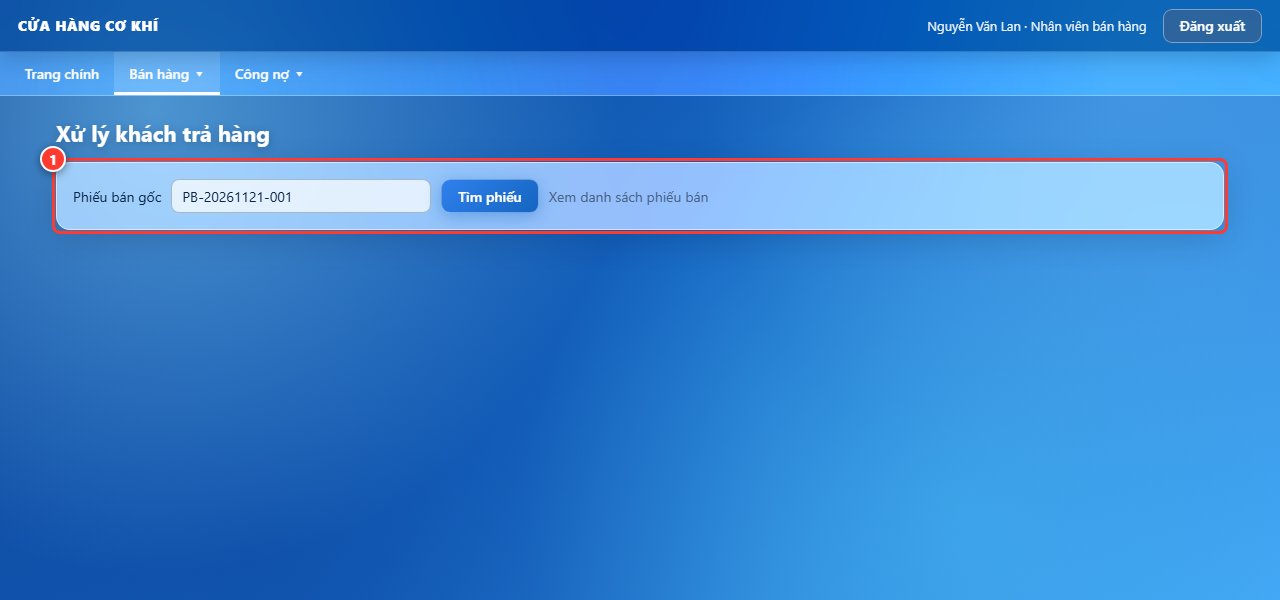 CỬA HÀNG CƠ KHÍ
Nguyễn Văn Lan · Nhân viên bán hàng
Đăng xuất
Trang chính
Bán hàng ▼
Công nợ ▼
Xử lý khách trả hàng
1
Phiếu bán gốc
PB-20261121-001
Tìm phiếu
Xem danh sách phiếu bán